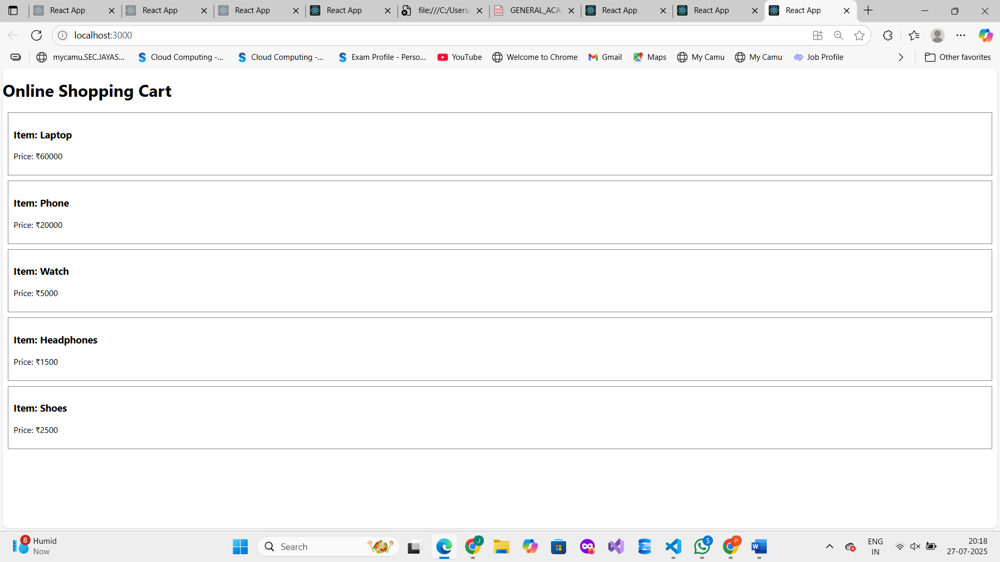 React App
React App
React App
React App
file:///C:/Users/
GENERAL_ACA
React App
React App
React App
localhost:3000
mycamu.SEC.JAYAS...
Cloud Computing -...
Cloud Computing -...
Exam Profile - Perso...
YouTube
Welcome to Chrome
Gmail
Maps
My Camu
My Camu
Job Profile
Other favorites
Online Shopping Cart
Item: Laptop
Price: ₹60000
Item: Phone
Price: ₹20000
Item: Watch
Price: ₹5000
Item: Headphones
Price: ₹1500
Item: Shoes
Price: ₹2500
8
Humid
Now
Search
J
5
P
W
ENG
IN
20:18
27-07-2025